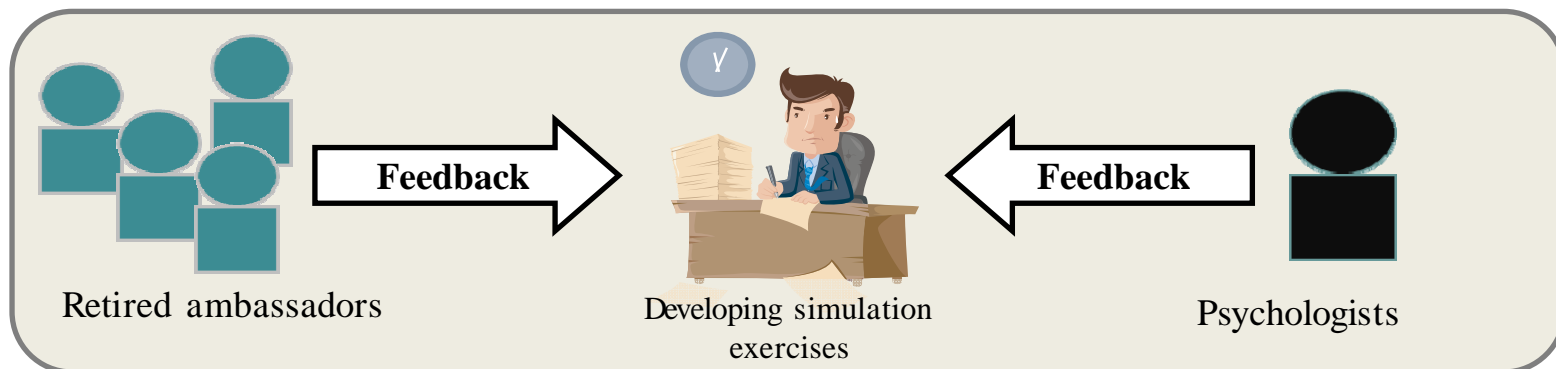 Feedback
Feedback
Retired ambassadors
Developing simulation
exercises
Psychologists